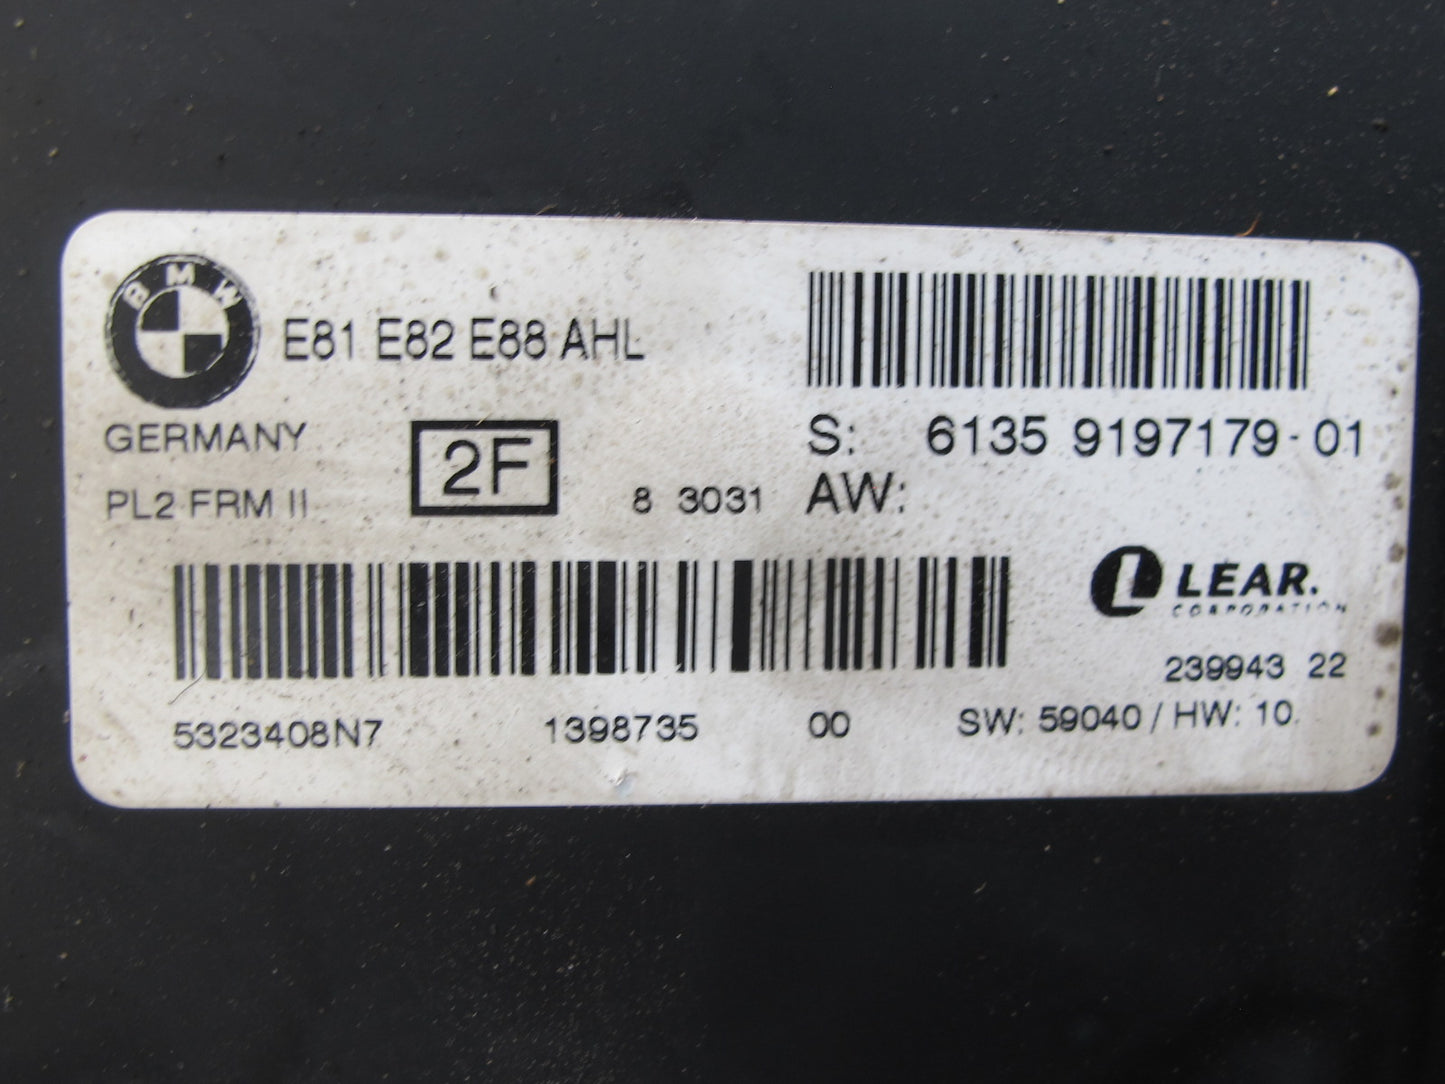 BMW
E81 E82 E88 AHL
GERMANY
2F
PL2 FRM II
8 3031
S: 6135 9197179-01
AW:
LEAR.
CORPORATION
239943 22
5323408N7 1398735 00 SW: 59040 / HW: 10.